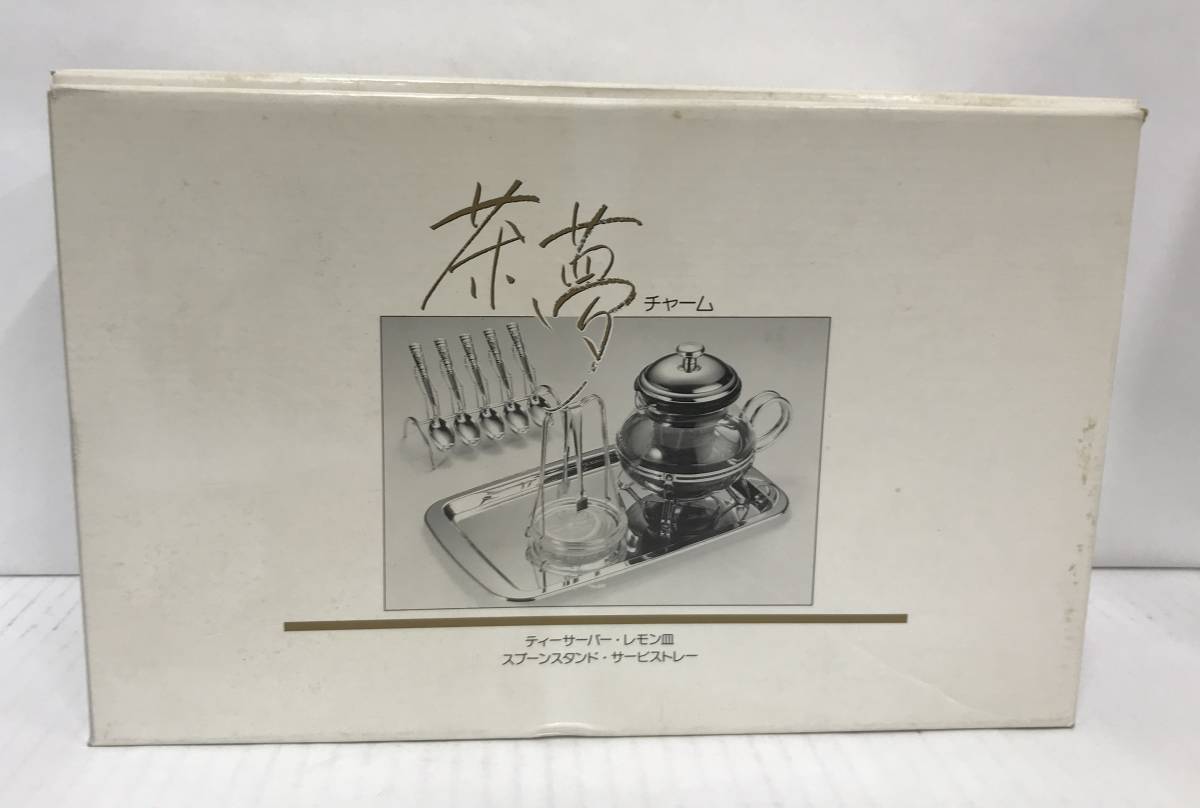 茶夢
チャーム
ティーサーバー・レモン皿
スプーンスタンド・サービストレー